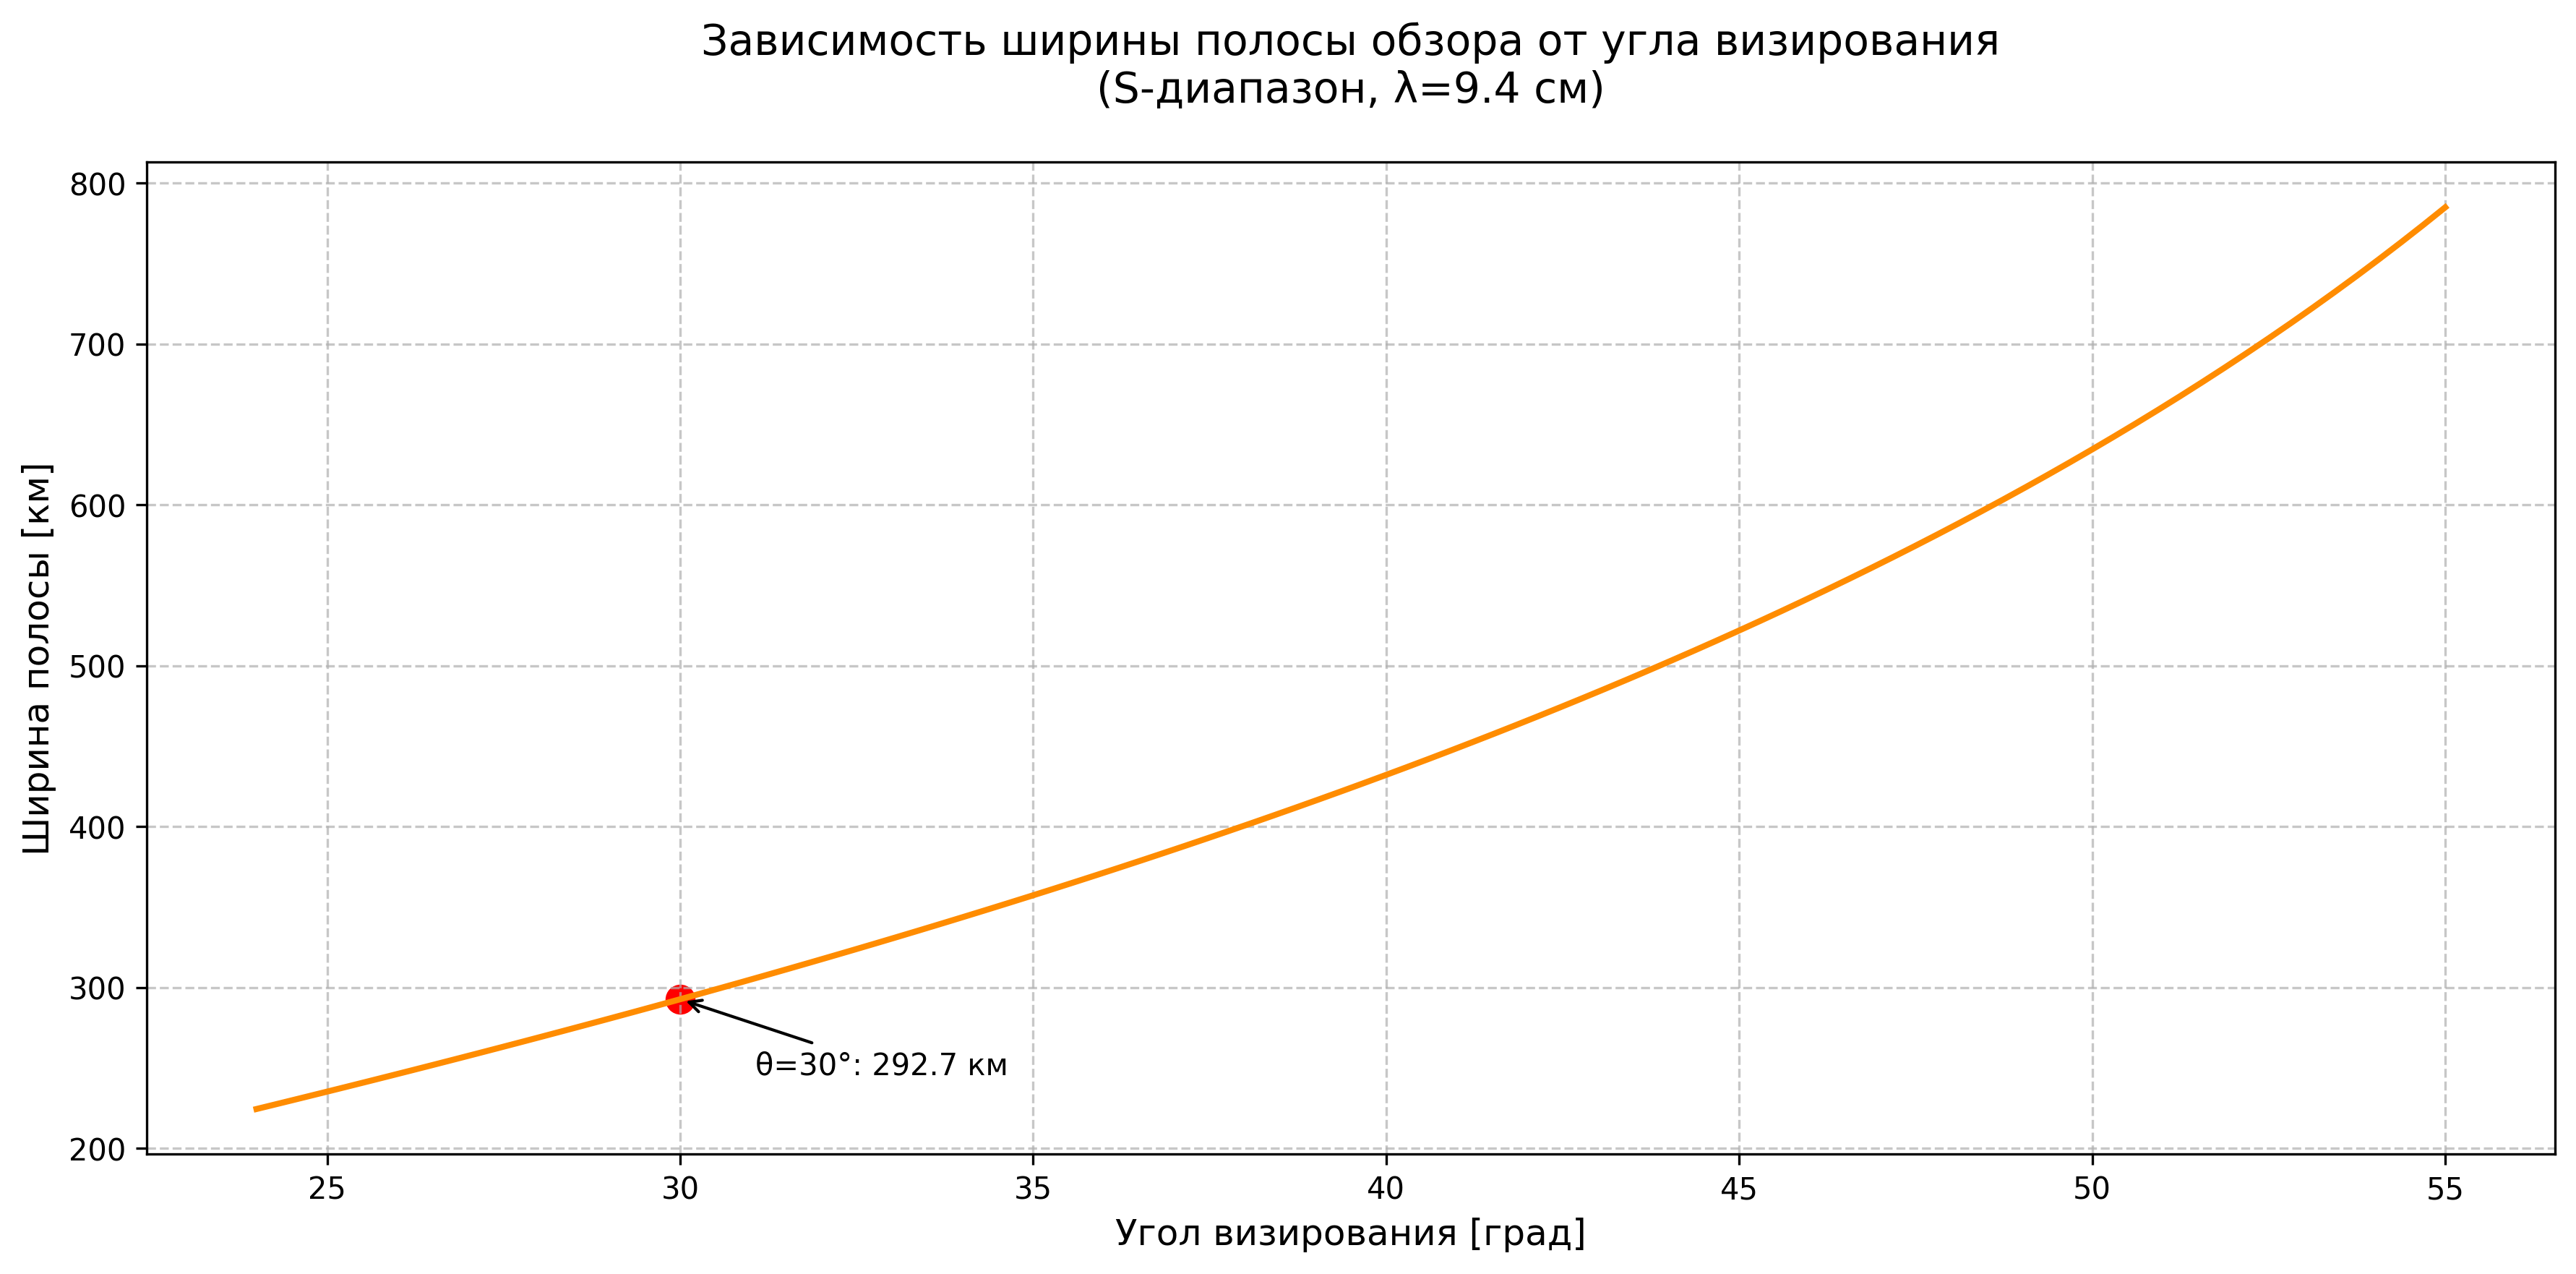 Зависимость ширины полосы обзора от угла визирования
(S-диапазон, λ=9.4 см)
Ширина полосы [км]
800
700
600
500
400
300
200
θ=30°: 292.7 км
25 30 35 40 45 50 55
Угол визирования [град]